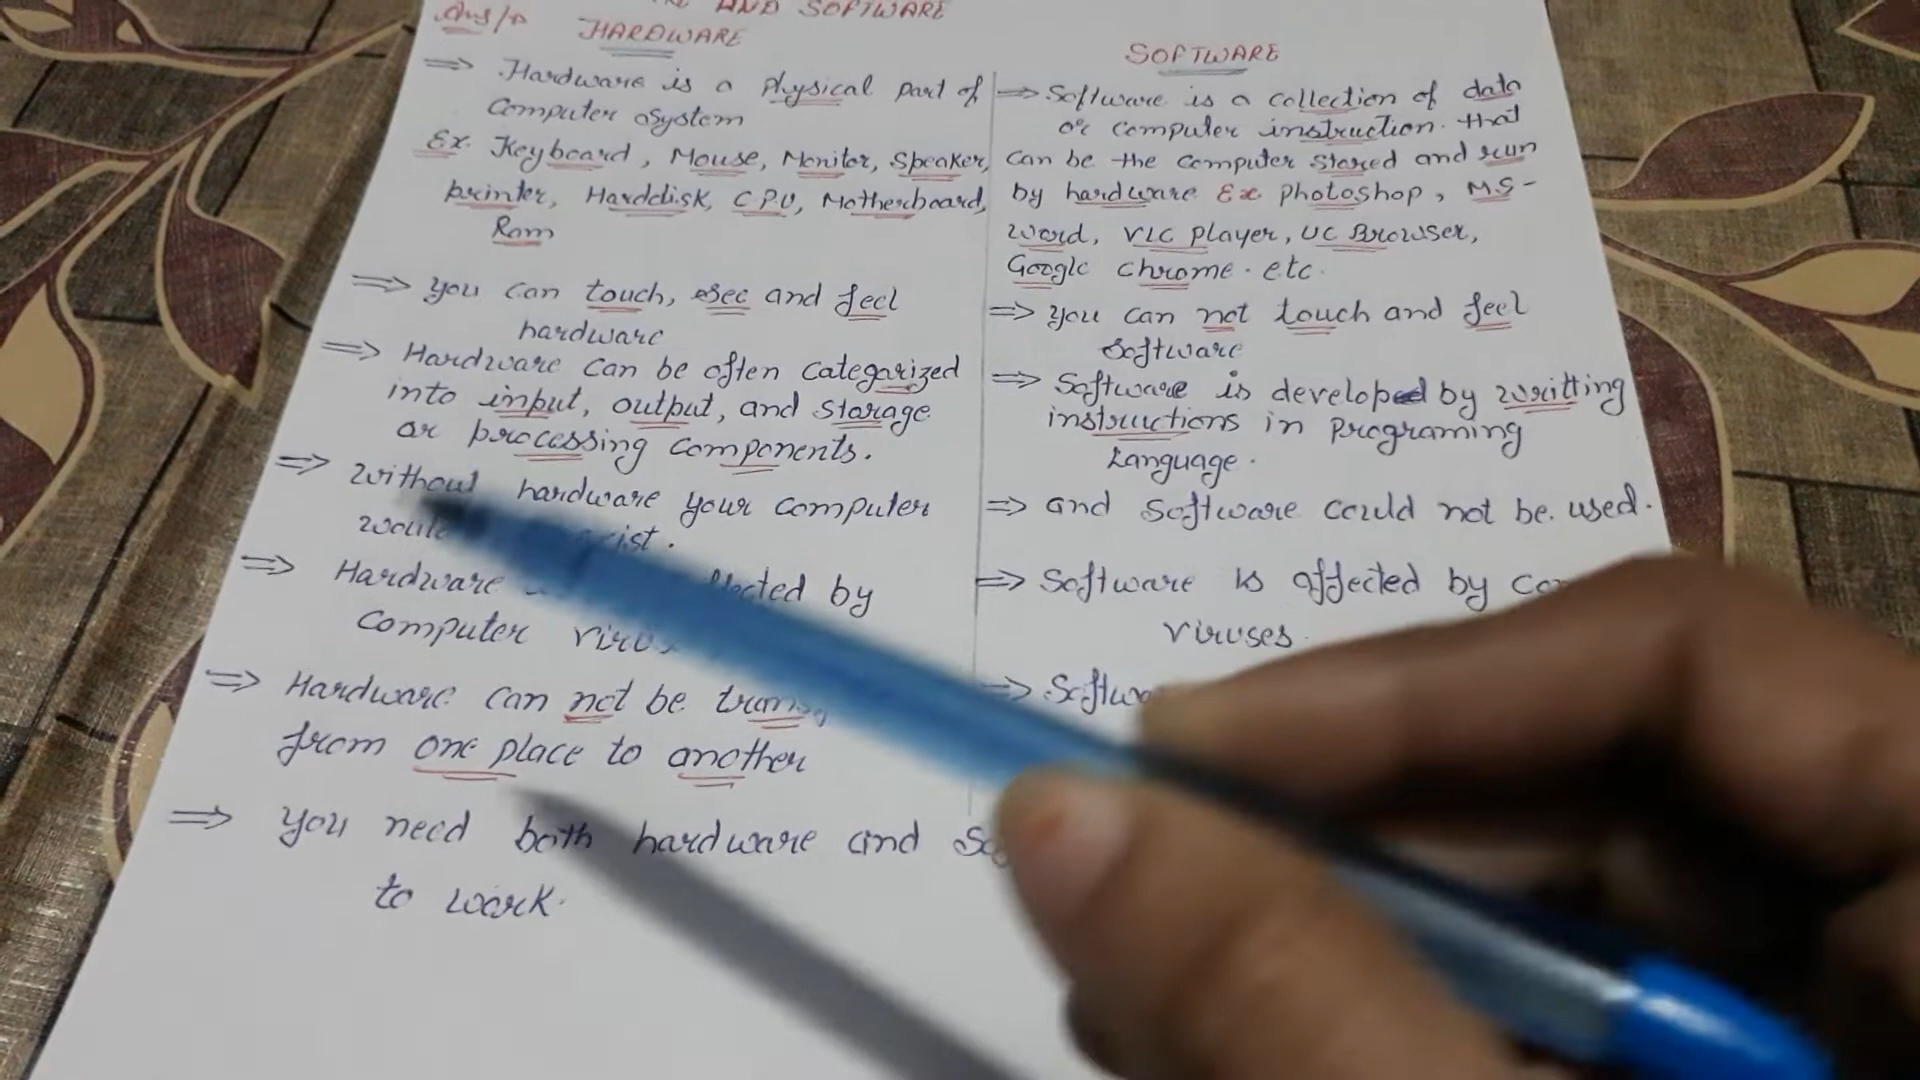 AND SOFTWARE
Ans/n
HARDWARE
⟹ Hardware is a physical part of
Computer System
Ex. Keyboard, Mouse, Monitor, Speaker,
printer, Harddisk, C.P.U, Motherboard,
Ram
⟹ you can touch, see and feel
hardware
⟹ Hardware can be often categorized
into input, output, and storage
or processing components.
⟹ without hardware your computer
⟹ Hardware by
Computer
⟹ Hardware can not be
from one place to another
⟹ you need both hardware and
to work.
SOFTWARE
⟹ Software is a collection of data
or computer instruction. that
can be the computer stored and run
by hardware Ex photoshop, M.S-
word, VLC player, UC Browser,
Google chrome. etc.
⟹ you can not touch and feel
Software
⟹ Software is developed by writting
instructions in programing
Language.
⟹ and software could not be used.
⟹ Software is affected by
viruses.
⟹